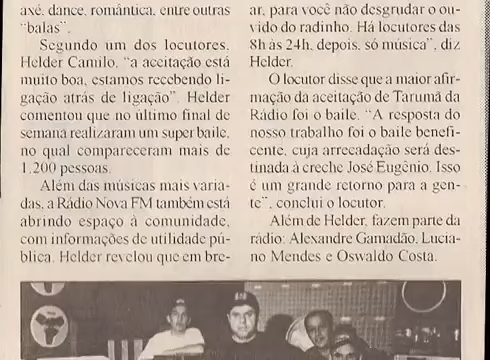 axé, dance, romântica, entre outras
"balas".
Segundo um dos locutores,
Helder Camilo, "a aceitação está
muito boa, estamos recebendo li-
gação atrás de ligação". Helder
comentou que no último final de
semana realizaram um super baile,
no qual compareceram mais de
1.200 pessoas.
Além das músicas mais varia-
das, a Rádio Nova FM também está
abrindo espaço à comunidade,
com informações de utilidade pú-
blica. Helder revelou que em bre-
ar, para você não desgrudar o ou-
vido do radinho. Há locutores das
8h às 24h, depois, só música", diz
Helder.
O locutor disse que a maior afir-
mação da aceitação de Tarumã da
Rádio foi o baile. "A resposta do
nosso trabalho foi o baile benefi-
cente, cuja arrecadação será des-
tinada à creche José Eugênio. Isso
é um grande retorno para a gen-
te", conclui o locutor.
Além de Helder, fazem parte da
rádio: Alexandre Gamadão, Lucia-
no Mendes e Oswaldo Costa.